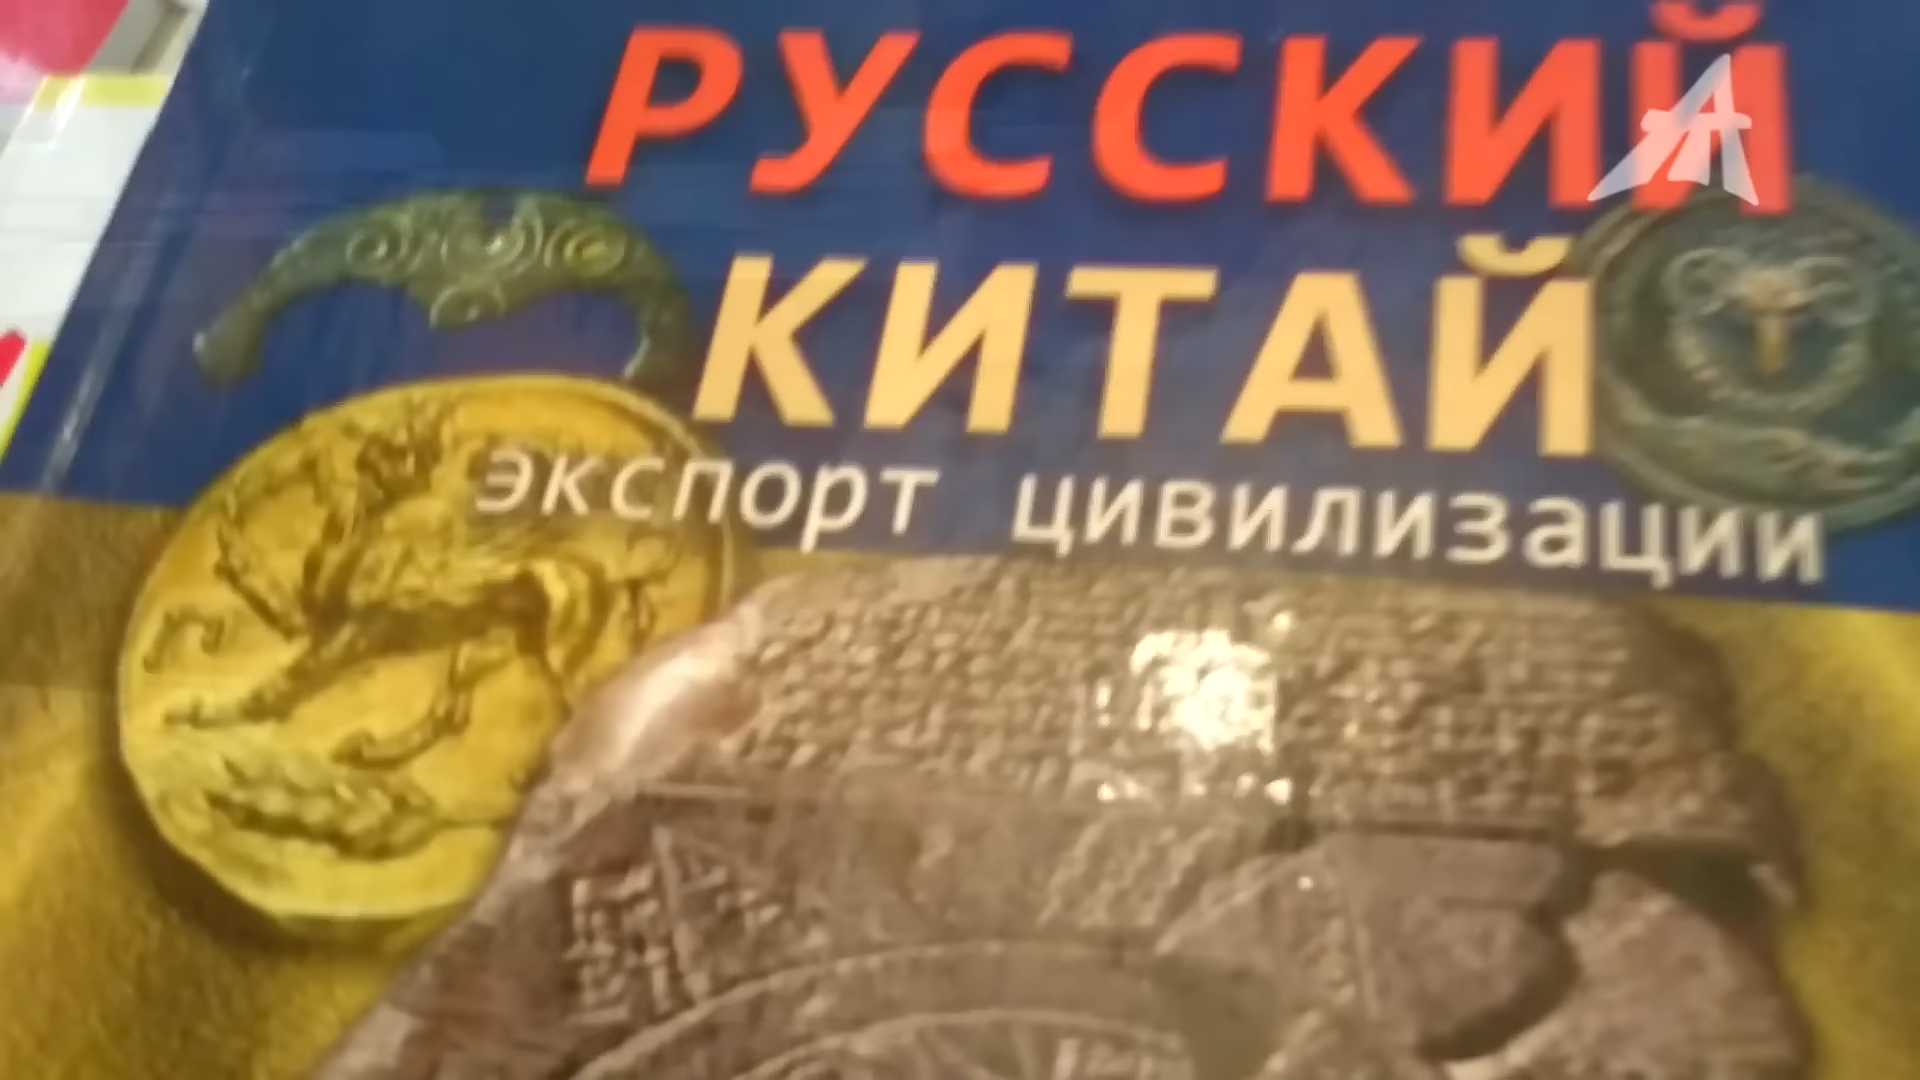 РУССКИЙ
КИТАЙ
экспорт цивилизации